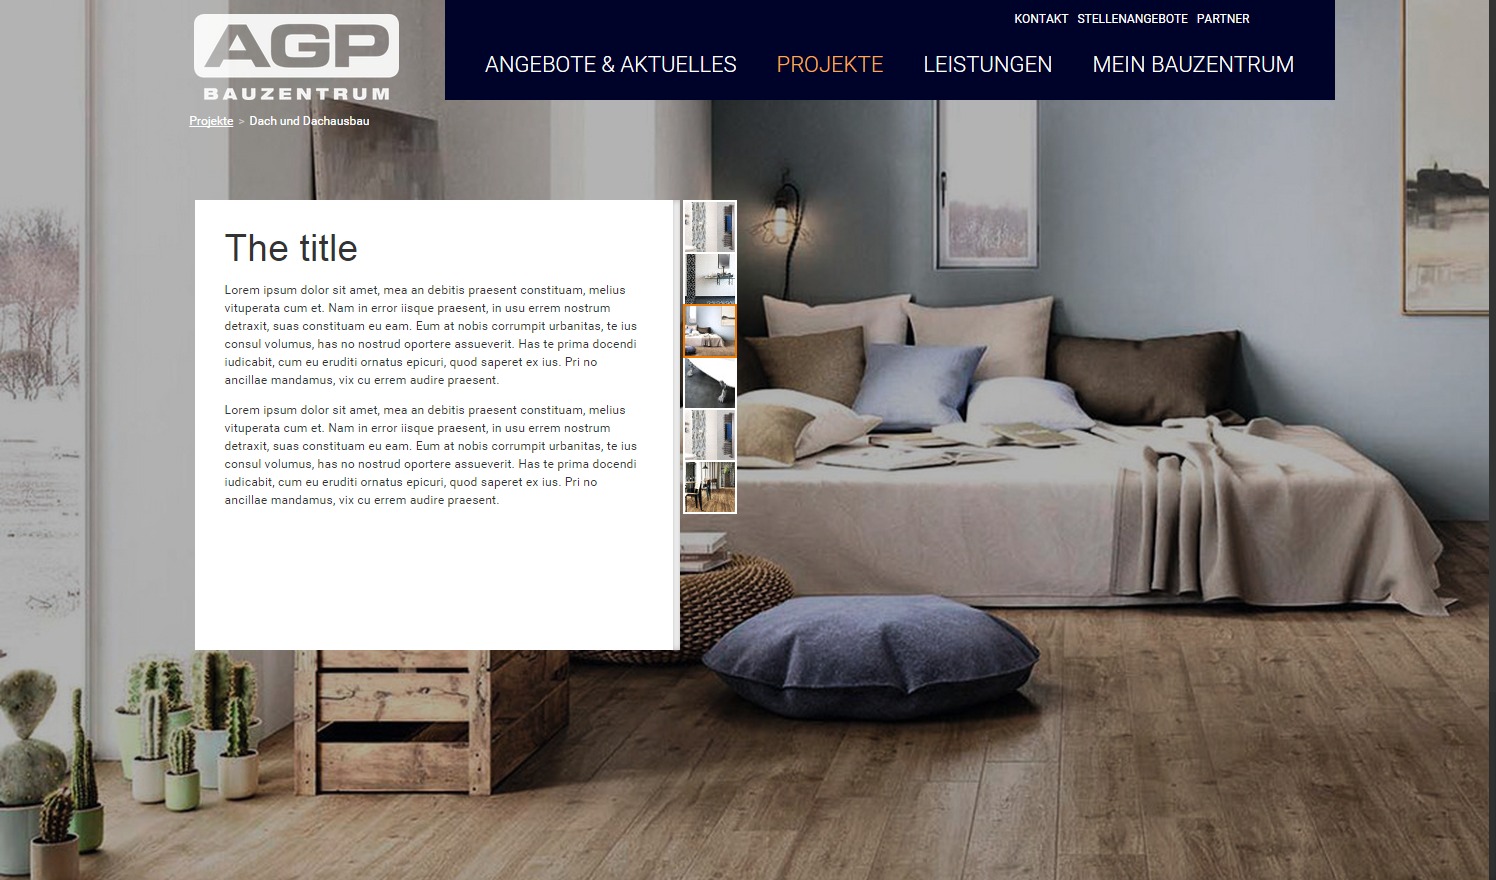 AGP
BAUZENTRUM
KONTAKT STELLENANGEBOTE PARTNER
ANGEBOTE & AKTUELLES PROJEKTE LEISTUNGEN MEIN BAUZENTRUM
Projekte > Dach und Dachausbau
The title
Lorem ipsum dolor sit amet, mea an debitis praesent constituam, melius
vituperata cum et. Nam in error iisque praesent, in usu errem nostrum
detraxit, suas constituam eu eam. Eum at nobis corrumpit urbanitas, te ius
consul volumus, has no nostrud oportere assueverit. Has te prima docendi
iudicabit, cum eu eruditi ornatus epicuri, quod saperet ex ius. Pri no
ancillae mandamus, vix cu errem audire praesent.
Lorem ipsum dolor sit amet, mea an debitis praesent constituam, melius
vituperata cum et. Nam in error iisque praesent, in usu errem nostrum
detraxit, suas constituam eu eam. Eum at nobis corrumpit urbanitas, te ius
consul volumus, has no nostrud oportere assueverit. Has te prima docendi
iudicabit, cum eu eruditi ornatus epicuri, quod saperet ex ius. Pri no
ancillae mandamus, vix cu errem audire praesent.